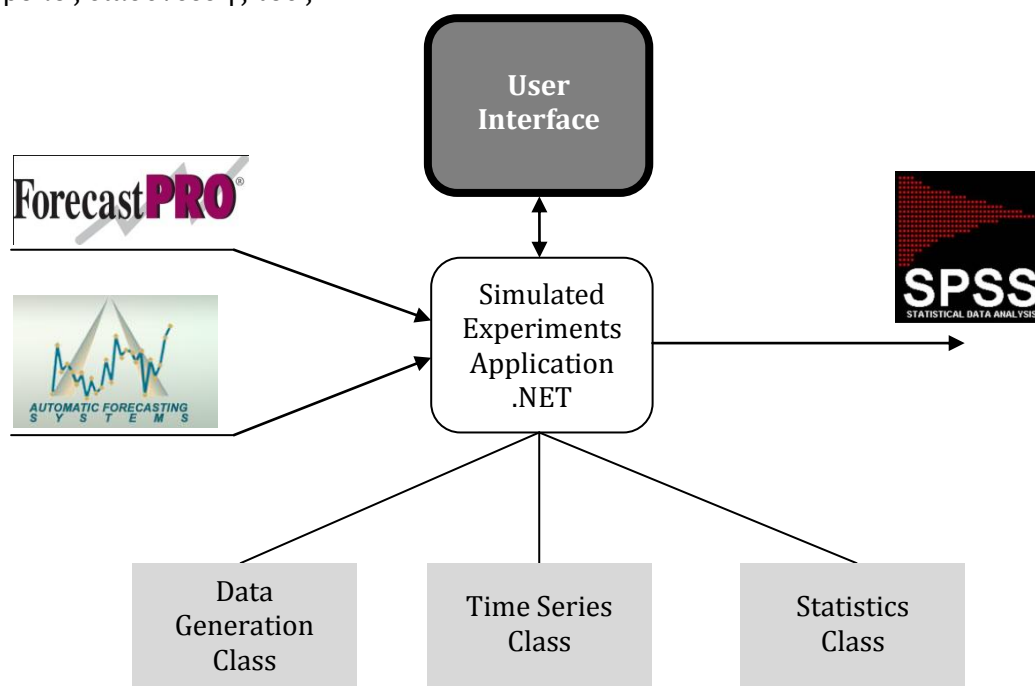 User
Interface
ForecastPRO®
SPSS
STATISTICAL DATA ANALYSIS
Simulated
Experiments
Application
.NET
AUTOMATIC FORECASTING
SYSTEMS
Data
Generation
Class
Time Series
Class
Statistics
Class